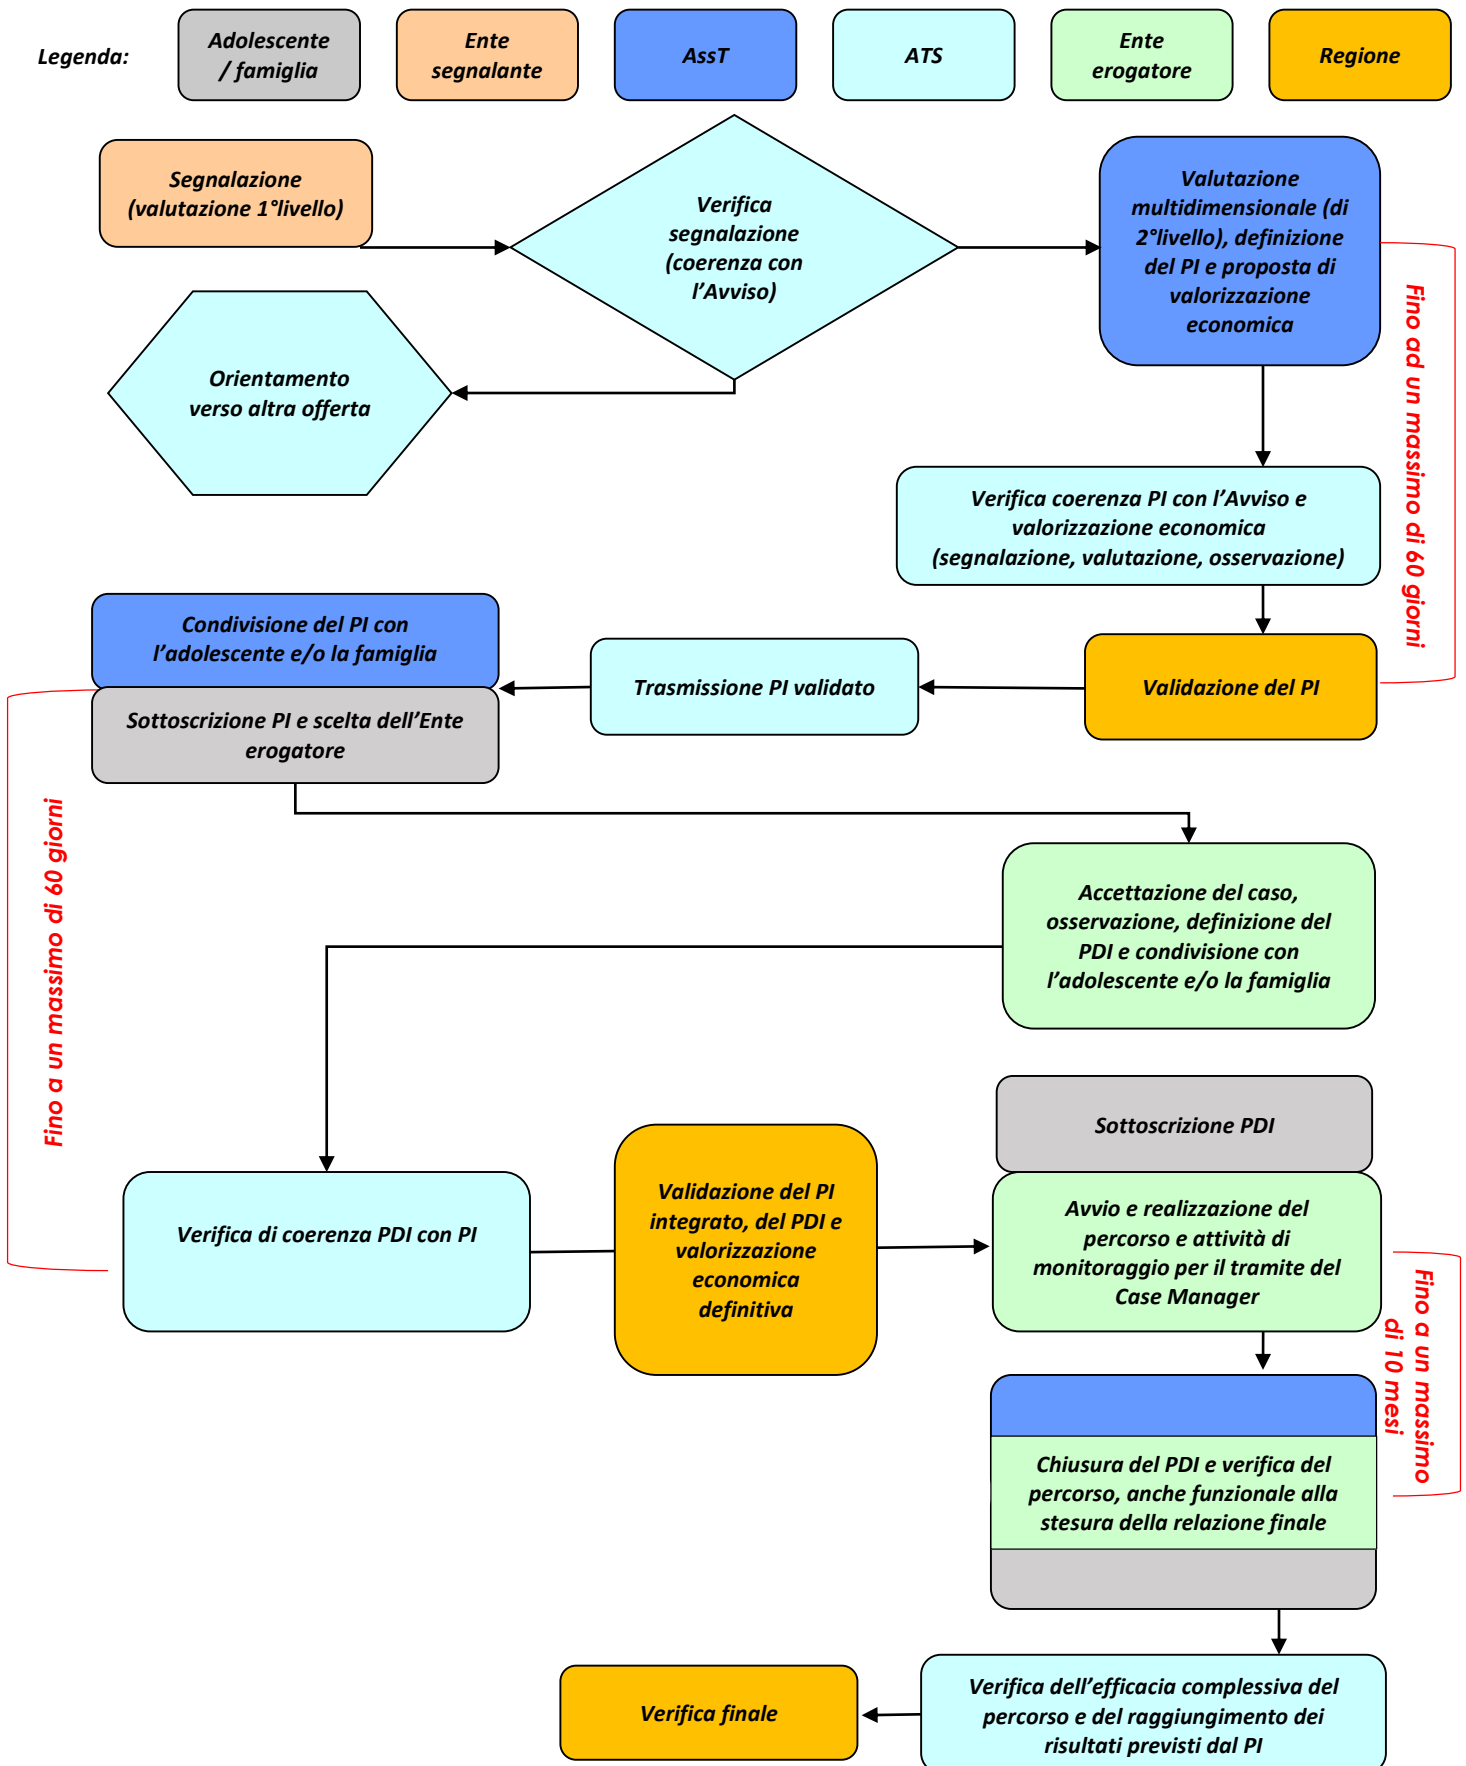 Legenda:
Adolescente
/ famiglia
Ente
segnalante
AssT
ATS
Ente
erogatore
Regione
Segnalazione
(valutazione 1°livello)
Verifica
segnalazione
(coerenza con
l’Avviso)
Valutazione
multidimensionale (di
2°livello), definizione
del PI e proposta di
valorizzazione
economica
Fino ad un massimo di 60 giorni
Orientamento
verso altra offerta
Verifica coerenza PI con l’Avviso e
valorizzazione economica
(segnalazione, valutazione, osservazione)
Condivisione del PI con
l’adolescente e/o la famiglia
Trasmissione PI validato
Validazione del PI
Sottoscrizione PI e scelta dell’Ente
erogatore
Fino a un massimo di 60 giorni
Accettazione del caso,
osservazione, definizione del
PDI e condivisione con
l’adolescente e/o la famiglia
Sottoscrizione PDI
Verifica di coerenza PDI con PI
Validazione del PI
integrato, del PDI e
valorizzazione
economica
definitiva
Avvio e realizzazione del
percorso e attività di
monitoraggio per il tramite del
Case Manager
Fino a un massimo
di 10 mesi
Chiusura del PDI e verifica del
percorso, anche funzionale alla
stesura della relazione finale
Verifica finale
Verifica dell’efficacia complessiva del
percorso e del raggiungimento dei
risultati previsti dal PI